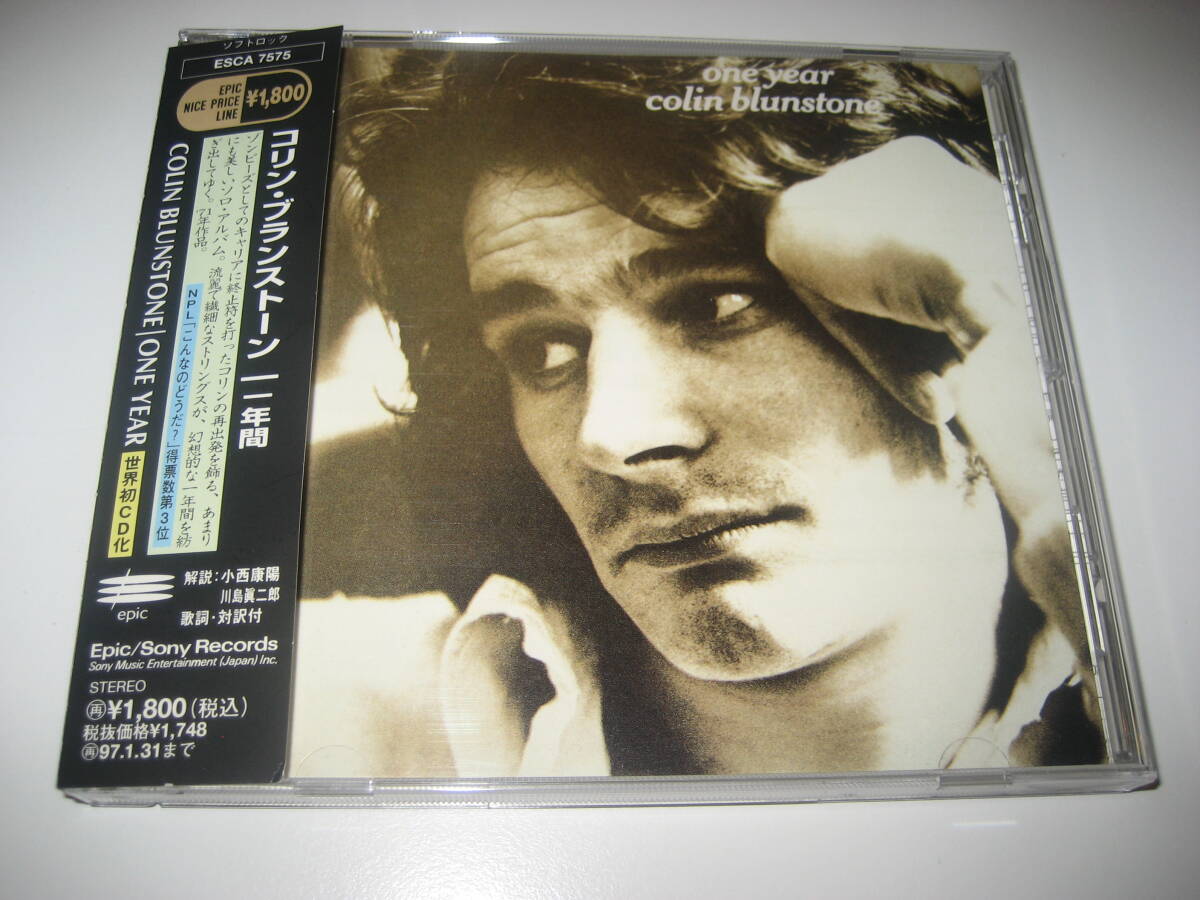 ソフトロック
ESCA 7575
EPIC
NICE PRICE
LINE
¥1,800
コリン・ブランストーン 一年間
ゾンビーズとしてのキャリアに終止符を打ったコリンの再出発を飾る、あまり
にも美しいソロ・アルバム。流麗で繊細なストリングスが、幻想的な一年間を紡
ぎ出してゆく。'71年作品。
NPL「こんなのどうだ?」得票数第3位
COLIN BLUNSTONE|ONE YEAR
世界初CD化
epic
解説:小西康陽
川島眞二郎
歌詞・対訳付
Epic/Sony Records
Sony Music Entertainment (Japan) Inc.
STEREO
再¥1,800(税込)
税抜価格¥1,748
再97.1.31まで
one year
colin blunstone